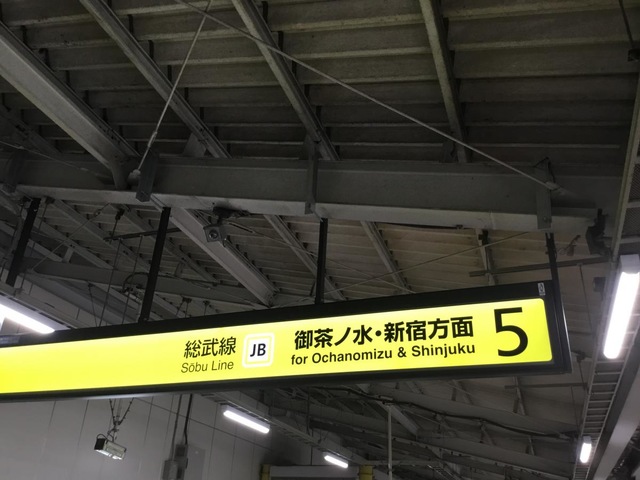 総武線
Sōbu Line
JB
御茶ノ水・新宿方面
for Ochanomizu & Shinjuku
5